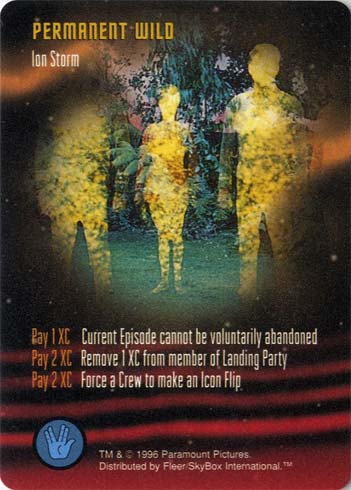 PERMANENT WILD
Ion Storm
Pay 1 XC Current Episode cannot be voluntarily abandoned
Pay 2 XC Remove 1 XC from member of Landing Party
Pay 2 XC Force a Crew to make an Icon Flip
TM & © 1996 Paramount Pictures.
Distributed by Fleer/SkyBox International.™